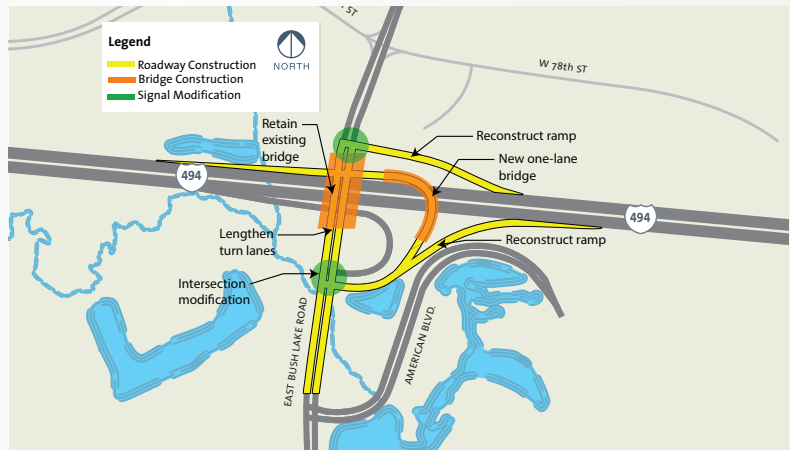 ST
W 78th ST
Legend
Roadway Construction
Bridge Construction
Signal Modification
NORTH
Retain
existing
bridge
Reconstruct ramp
New one-lane
bridge
494
494
Lengthen
turn lanes
Reconstruct ramp
Intersection
modification
EAST BUSH LAKE ROAD
AMERICAN BLVD.